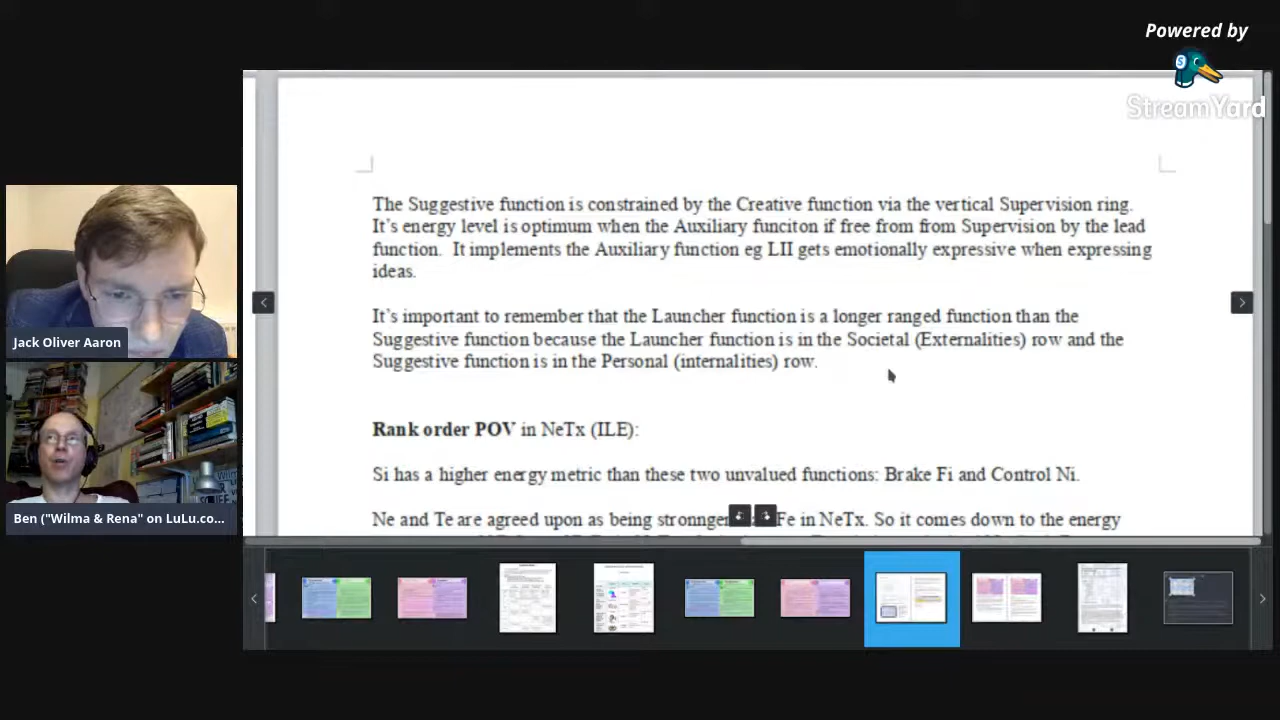 Powered by
StreamYard
The Suggestive function is constrained by the Creative function via the vertical Supervision ring.
It's energy level is optimum when the Auxiliary funciton if free from from Supervision by the lead
function. It implements the Auxiliary function eg LII gets emotionally expressive when expressing
ideas.
It's important to remember that the Launcher function is a longer ranged function than the
Suggestive function because the Launcher function is in the Societal (Externalities) row and the
Suggestive function is in the Personal (internalities) row.
Rank order POV in NeTx (ILE):
Si has a higher energy metric than these two unvalued functions: Brake Fi and Control Ni.
Ne and Te are agreed upon as being stronnger Fe in NeTx. So it comes down to the energy
Jack Oliver Aaron
Ben ("Wilma & Rena" on LuLu.co...